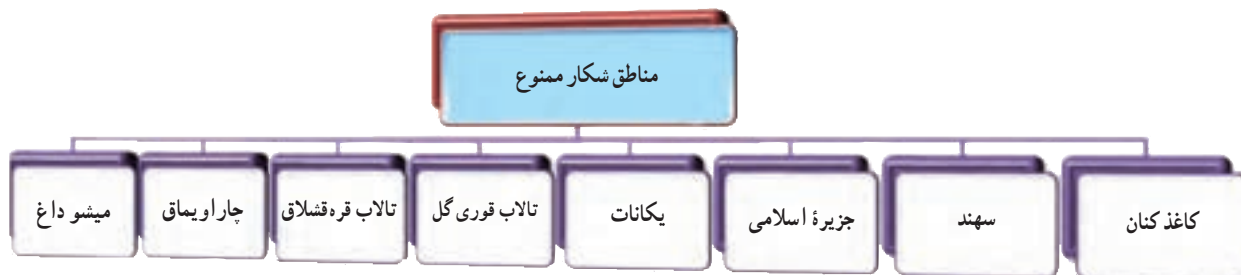 مناطق شکار ممنوع
کاغذ کنان
سهند
جزیرهٔ اسلامی
یکانات
تالاب قوری گل
تالاب قره قشلاق
چاراویماق
میشو داغ